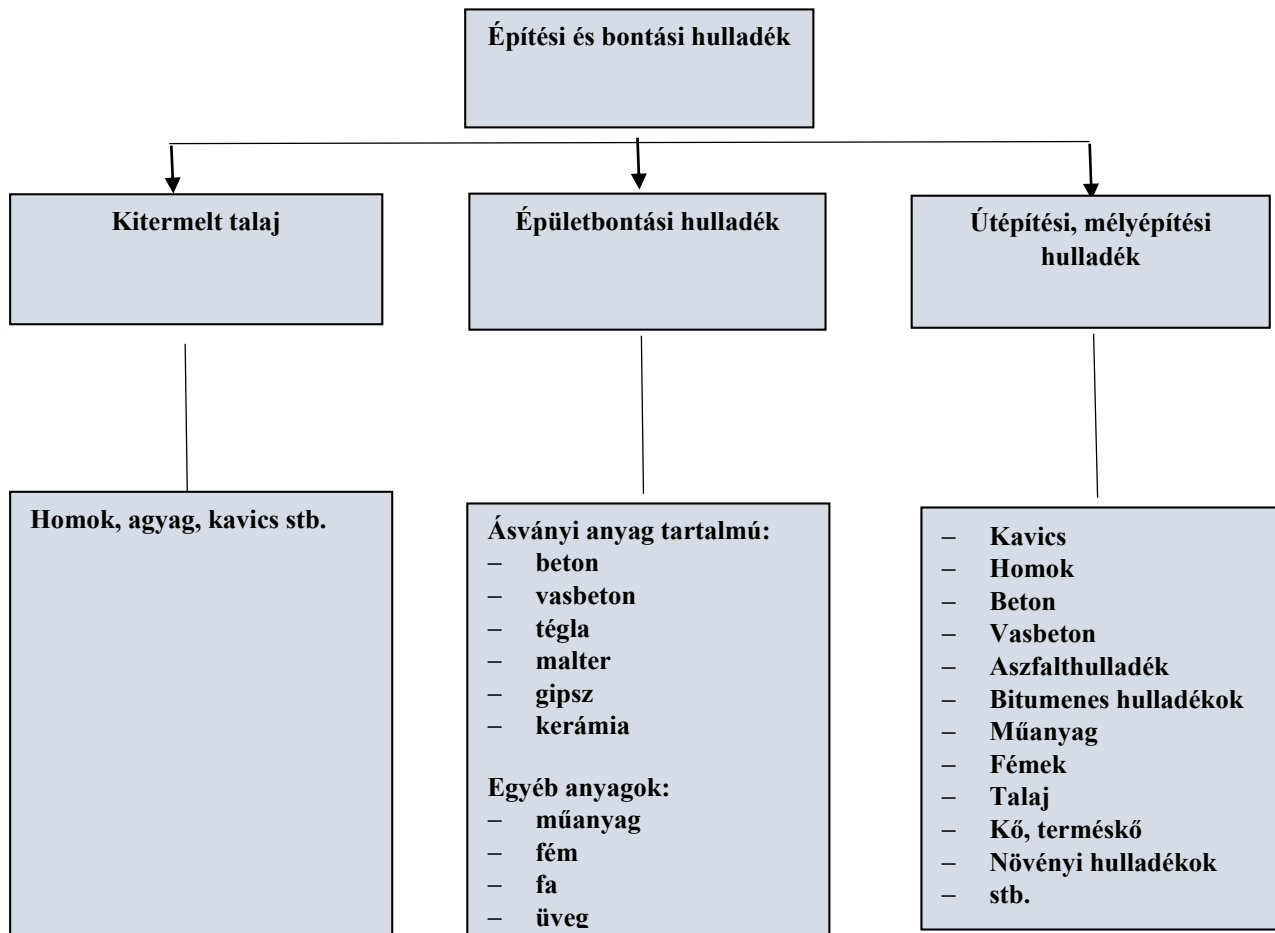 Építési és bontási hulladék
Kitermelt talaj
Épületbontási hulladék
Útépítési, mélyépítési
hulladék
Homok, agyag, kavics stb.
Ásványi anyag tartalmú:
– beton
– vasbeton
– tégla
– malter
– gipsz
– kerámia
Egyéb anyagok:
– műanyag
– fém
– fa
– üveg
– Kavics
– Homok
– Beton
– Vasbeton
– Aszfalthulladék
– Bitumenes hulladékok
– Műanyag
– Fémek
– Talaj
– Kő, terméskő
– Növényi hulladékok
– stb.